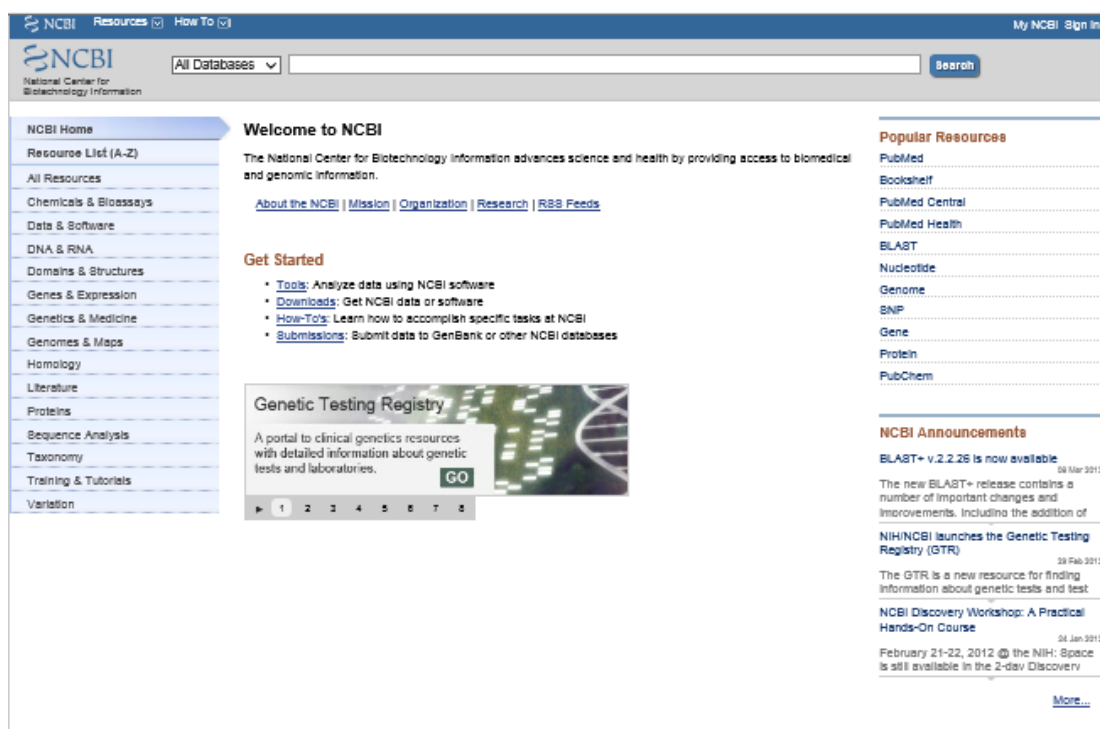 NCBI Resources How To My NCBI Sign In
NCBI
National Center for
Biotechnology Information
All Databases Search
NCBI Home
Resource List (A-Z)
All Resources
Chemicals & Bioassays
Data & Software
DNA & RNA
Domains & Structures
Genes & Expression
Genetics & Medicine
Genomes & Maps
Homology
Literature
Proteins
Sequence Analysis
Taxonomy
Training & Tutorials
Variation
Welcome to NCBI
The National Center for Biotechnology Information advances science and health by providing access to biomedical
and genomic information.
About the NCBI | Mission | Organization | Research | RSS Feeds
Get Started
• Tools: Analyze data using NCBI software
• Downloads: Get NCBI data or software
• How-To's: Learn how to accomplish specific tasks at NCBI
• Submissions: Submit data to GenBank or other NCBI databases
Genetic Testing Registry
A portal to clinical genetics resources
with detailed information about genetic
tests and laboratories.
GO
1 2 3 4 5 6 7 8
Popular Resources
PubMed
Bookshelf
PubMed Central
PubMed Health
BLAST
Nucleotide
Genome
SNP
Gene
Protein
PubChem
NCBI Announcements
BLAST+ v.2.2.26 is now available
Mar
The new BLAST+ release contains a
number of important changes and
improvements. Including the addition of
NIH/NCBI launches the Genetic Testing
Registry (GTR)
Feb
The GTR is a new resource for finding
information about genetic tests and test
NCBI Discovery Workshop: A Practical
Hands-On Course
24 Jan
February 21-22, 2012 @ the NIH: Space
is still available in the 2-day Discovery
More...